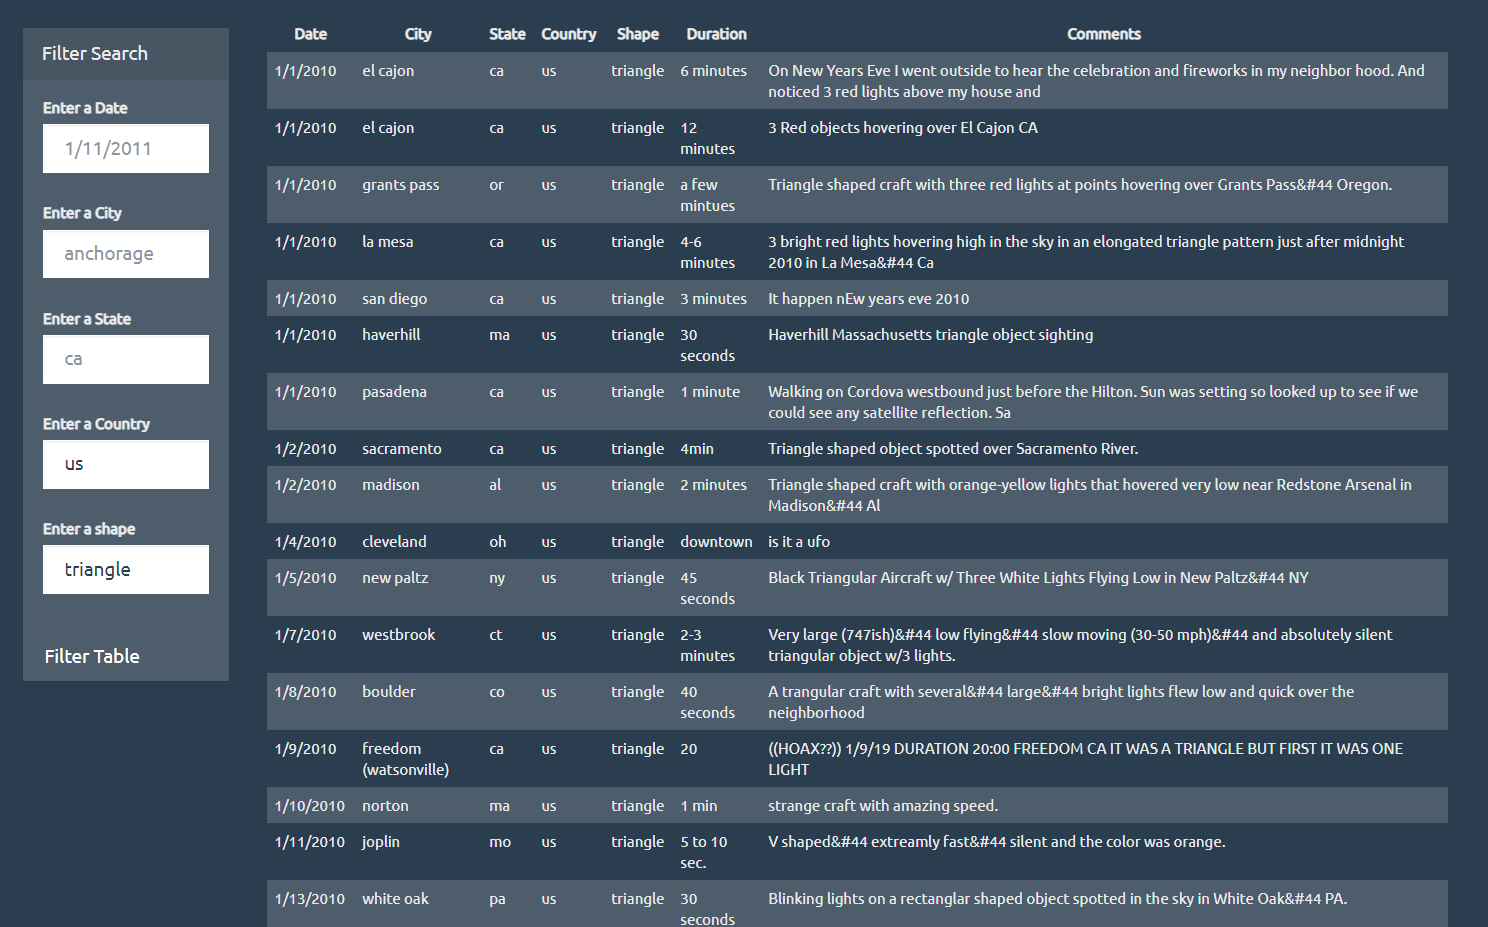 Filter Search
Enter a Date
1/11/2011
Enter a City
anchorage
Enter a State
ca
Enter a Country
us
Enter a shape
triangle
Filter Table
Date City State Country Shape Duration Comments
1/1/2010 el cajon ca us triangle 6 minutes On New Years Eve I went outside to hear the celebration and fireworks in my neighbor hood. And
noticed 3 red lights above my house and
1/1/2010 el cajon ca us triangle 12 3 Red objects hovering over El Cajon CA
minutes
1/1/2010 grants pass or us triangle a few Triangle shaped craft with three red lights at points hovering over Grants Pass&#44 Oregon.
mintues
1/1/2010 la mesa ca us triangle 4-6 3 bright red lights hovering high in the sky in an elongated triangle pattern just after midnight
minutes 2010 in La Mesa&#44 Ca
1/1/2010 san diego ca us triangle 3 minutes It happen nEw years eve 2010
1/1/2010 haverhill ma us triangle 30 Haverhill Massachusetts triangle object sighting
seconds
1/1/2010 pasadena ca us triangle 1 minute Walking on Cordova westbound just before the Hilton. Sun was setting so looked up to see if we
could see any satellite reflection. Sa
1/2/2010 sacramento ca us triangle 4min Triangle shaped object spotted over Sacramento River.
1/2/2010 madison al us triangle 2 minutes Triangle shaped craft with orange-yellow lights that hovered very low near Redstone Arsenal in
Madison&#44 Al
1/4/2010 cleveland oh us triangle downtown is it a ufo
1/5/2010 new paltz ny us triangle 45 Black Triangular Aircraft w/ Three White Lights Flying Low in New Paltz&#44 NY
seconds
1/7/2010 westbrook ct us triangle 2-3 Very large (747ish)&#44 low flying&#44 slow moving (30-50 mph)&#44 and absolutely silent
minutes triangular object w/3 lights.
1/8/2010 boulder co us triangle 40 A trangular craft with several&#44 large&#44 bright lights flew low and quick over the
seconds neighborhood
1/9/2010 freedom ca us triangle 20 ((HOAX??)) 1/9/19 DURATION 20:00 FREEDOM CA IT WAS A TRIANGLE BUT FIRST IT WAS ONE
(watsonville) LIGHT
1/10/2010 norton ma us triangle 1 min strange craft with amazing speed.
1/11/2010 joplin mo us triangle 5 to 10 V shaped&#44 extreamly fast&#44 silent and the color was orange.
sec.
1/13/2010 white oak pa us triangle 30 Blinking lights on a rectanglar shaped object spotted in the sky in White Oak&#44 PA.
seconds